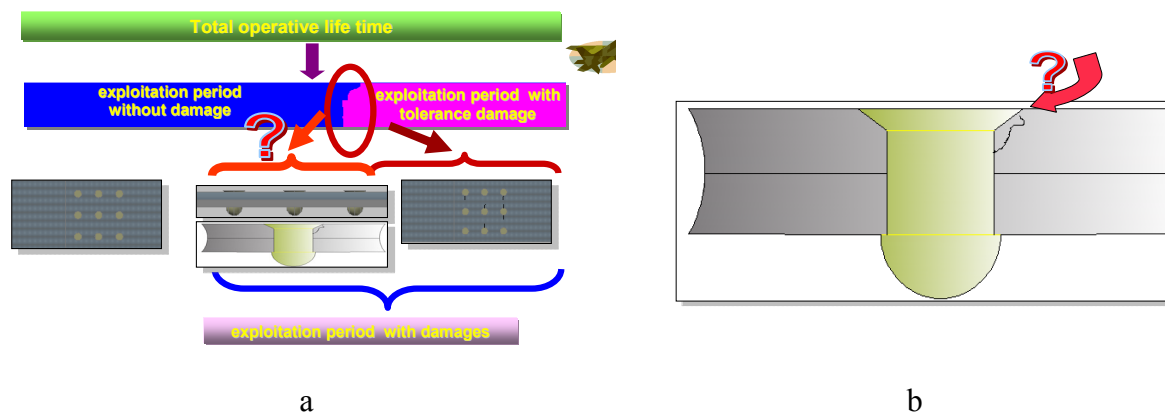 Total operative life time
exploitation period
without damage
exploitation period with
tolerance damage
?
exploitation period with damages
a
?
b